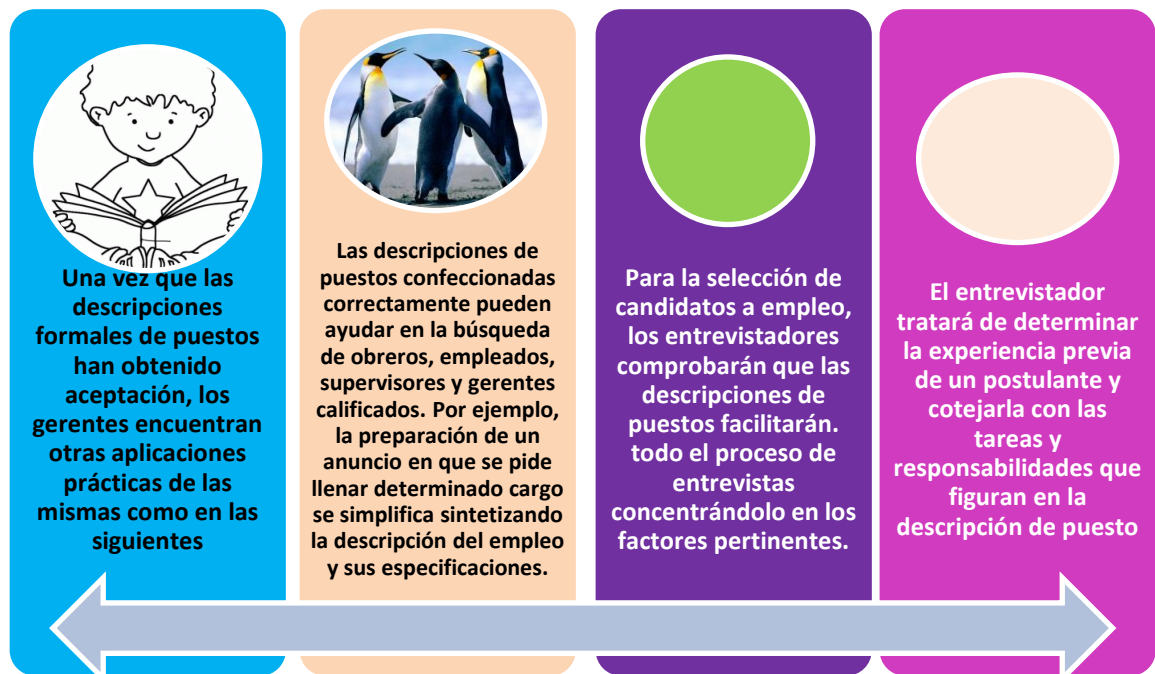 Una vez que las
descripciones
formales de puestos
han obtenido
aceptación, los
gerentes encuentran
otras aplicaciones
prácticas de las
mismas como en las
siguientes
Las descripciones de
puestos confeccionadas
correctamente pueden
ayudar en la búsqueda
de obreros, empleados,
supervisores y gerentes
calificados. Por ejemplo,
la preparación de un
anuncio en que se pide
llenar determinado cargo
se simplifica sintetizando
la descripción del empleo
y sus especificaciones.
Para la selección de
candidatos a empleo,
los entrevistadores
comprobarán que las
descripciones de
puestos facilitarán.
todo el proceso de
entrevistas
concentrándolo en los
factores pertinentes.
El entrevistador
tratará de determinar
la experiencia previa
de un postulante y
cotejarla con las
tareas y
responsabilidades que
figuran en la
descripción de puesto